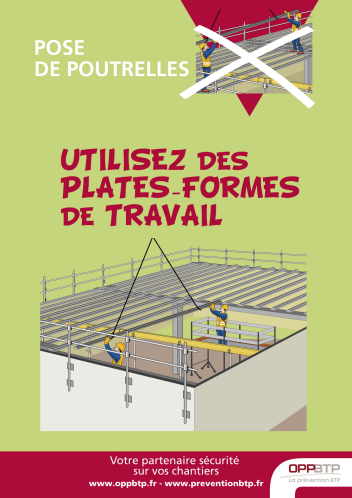 POSE
DE POUTRELLES
UTILISEZ DES
PLATES-FORMES
DE TRAVAIL
Votre partenaire sécurité
sur vos chantiers
www.oppbtp.fr - www.preventionbtp.fr
OPPBTP
La prévention BTP